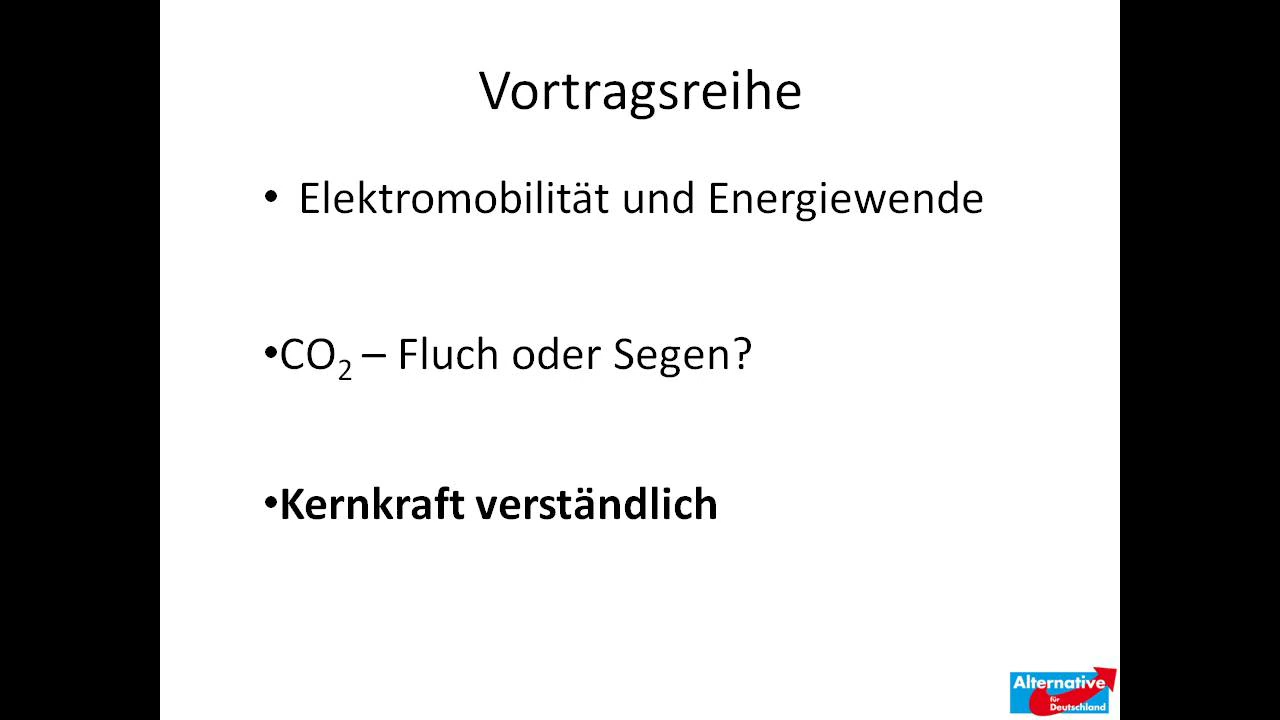 Vortragsreihe
• Elektromobilität und Energiewende
•CO₂ – Fluch oder Segen?
•Kernkraft verständlich
Alternative
für
Deutschland